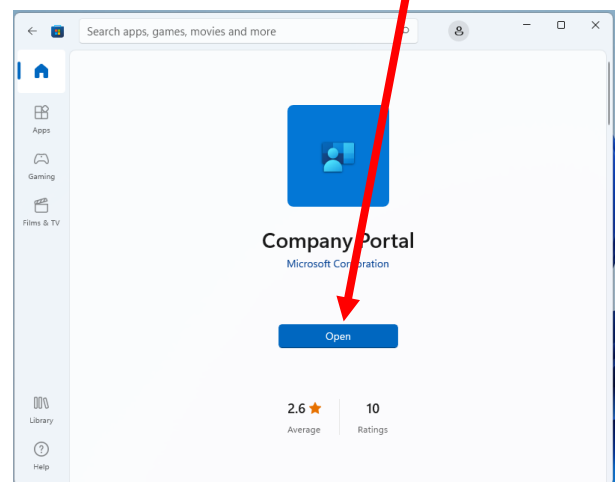 Search apps, games, movies and more
Apps
Gaming
Films & TV
Company Portal
Microsoft Corporation
Open
2.6
10
Average
Ratings
Library
Help